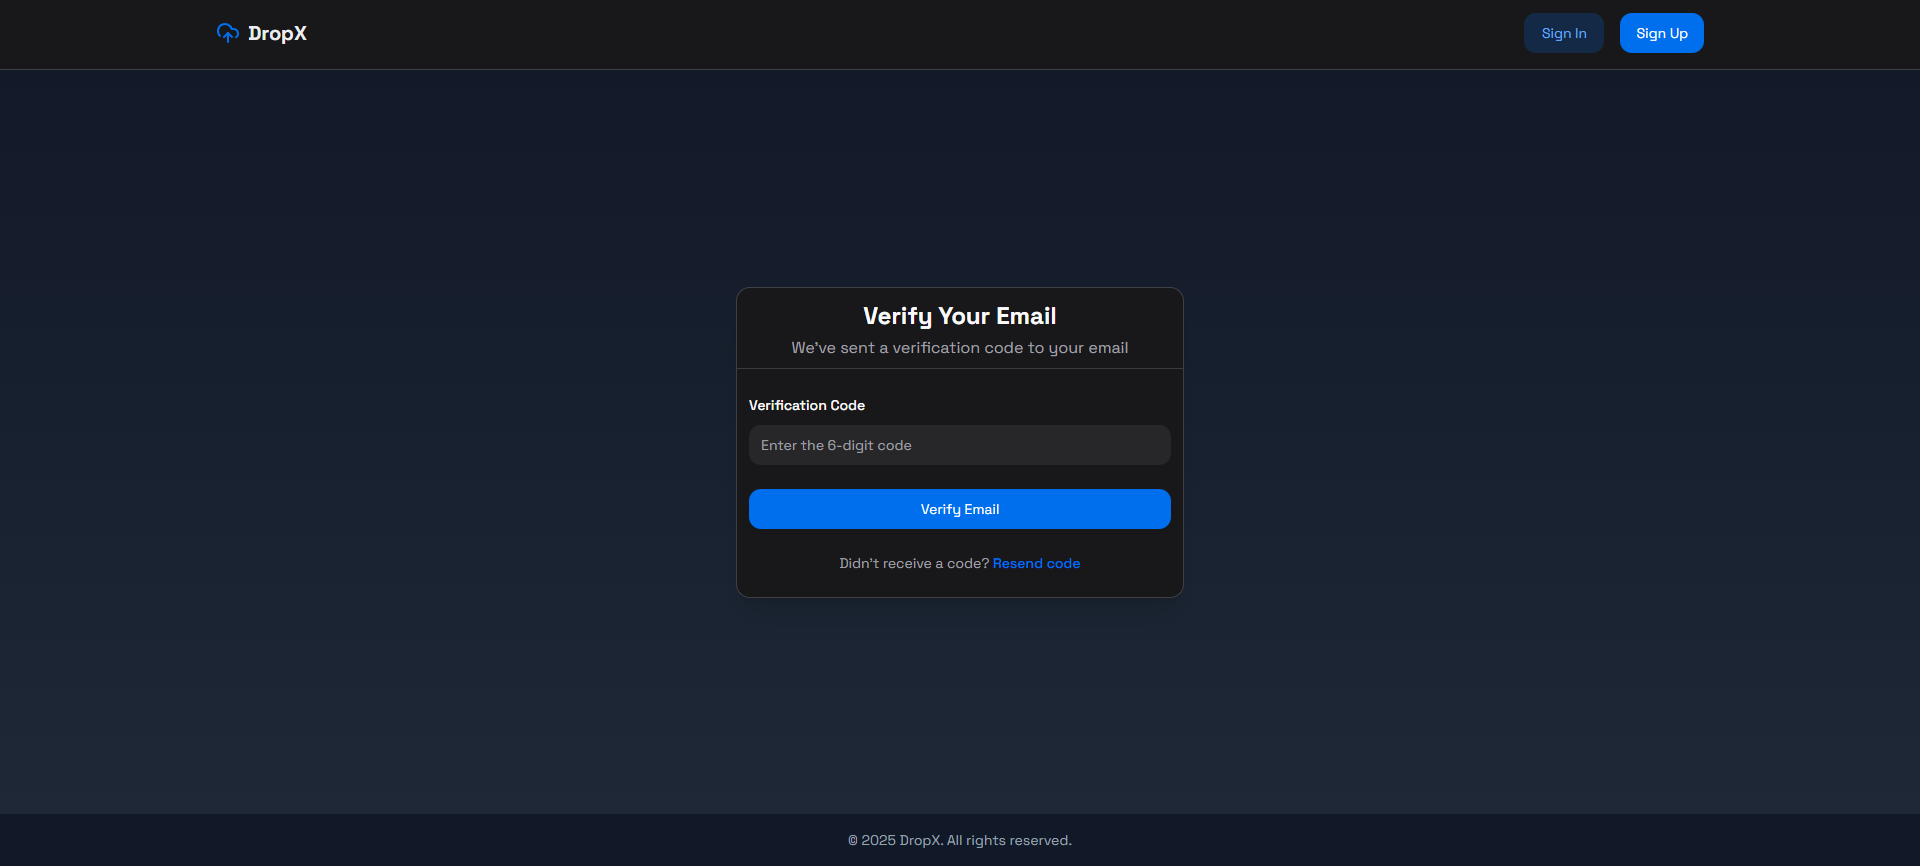 DropX
Sign In
Sign Up
Verify Your Email
We've sent a verification code to your email
Verification Code
Enter the 6-digit code
Verify Email
Didn't receive a code? Resend code
© 2025 DropX. All rights reserved.